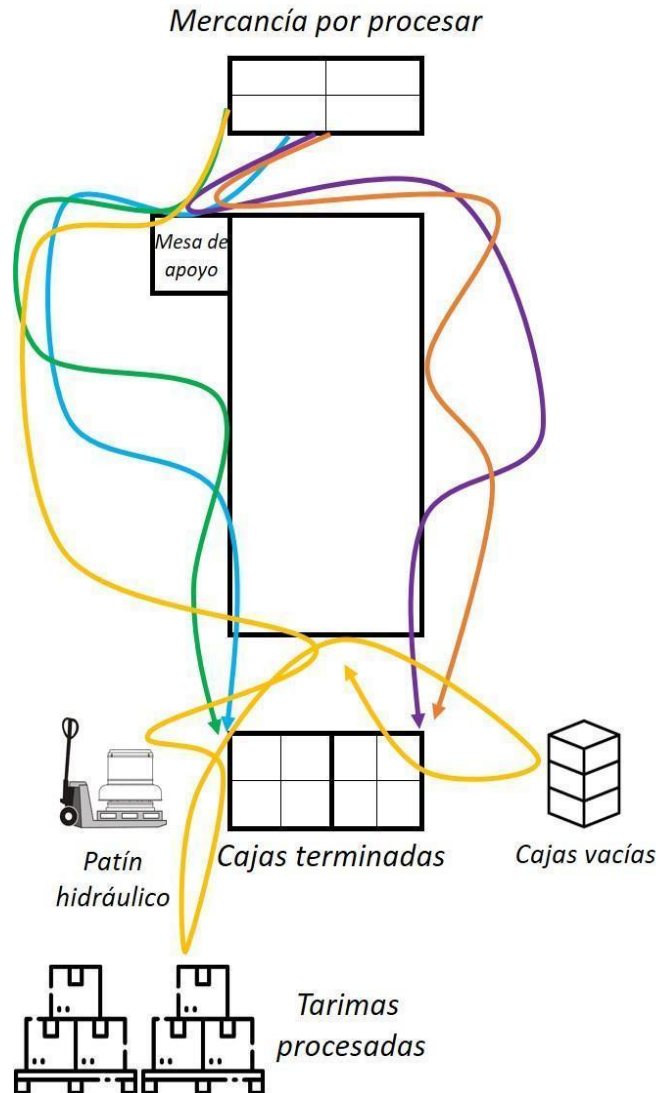 Mercancía por procesar
Mesa de
apoyo
Patín
hidráulico
Cajas terminadas
Cajas vacías
Tarimas
procesadas